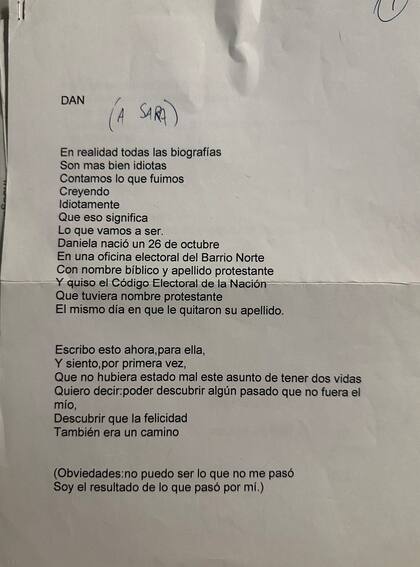 1
DAN
(A SARA)
En realidad todas las biografías
Son mas bien idiotas
Contamos lo que fuimos
Creyendo
Idiotamente
Que eso significa
Lo que vamos a ser.
Daniela nació un 26 de octubre
En una oficina electoral del Barrio Norte
Con nombre bíblico y apellido protestante
Y quiso el Código Electoral de la Nación
Que tuviera nombre protestante
El mismo día en que le quitaron su apellido.
Escribo esto ahora,para ella,
Y siento,por primera vez,
Que no hubiera estado mal este asunto de tener dos vidas
Quiero decir:poder descubrir algún pasado que no fuera el
mío,
Descubrir que la felicidad
También era un camino
(Obviedades:no puedo ser lo que no me pasó
Soy el resultado de lo que pasó por mí.)